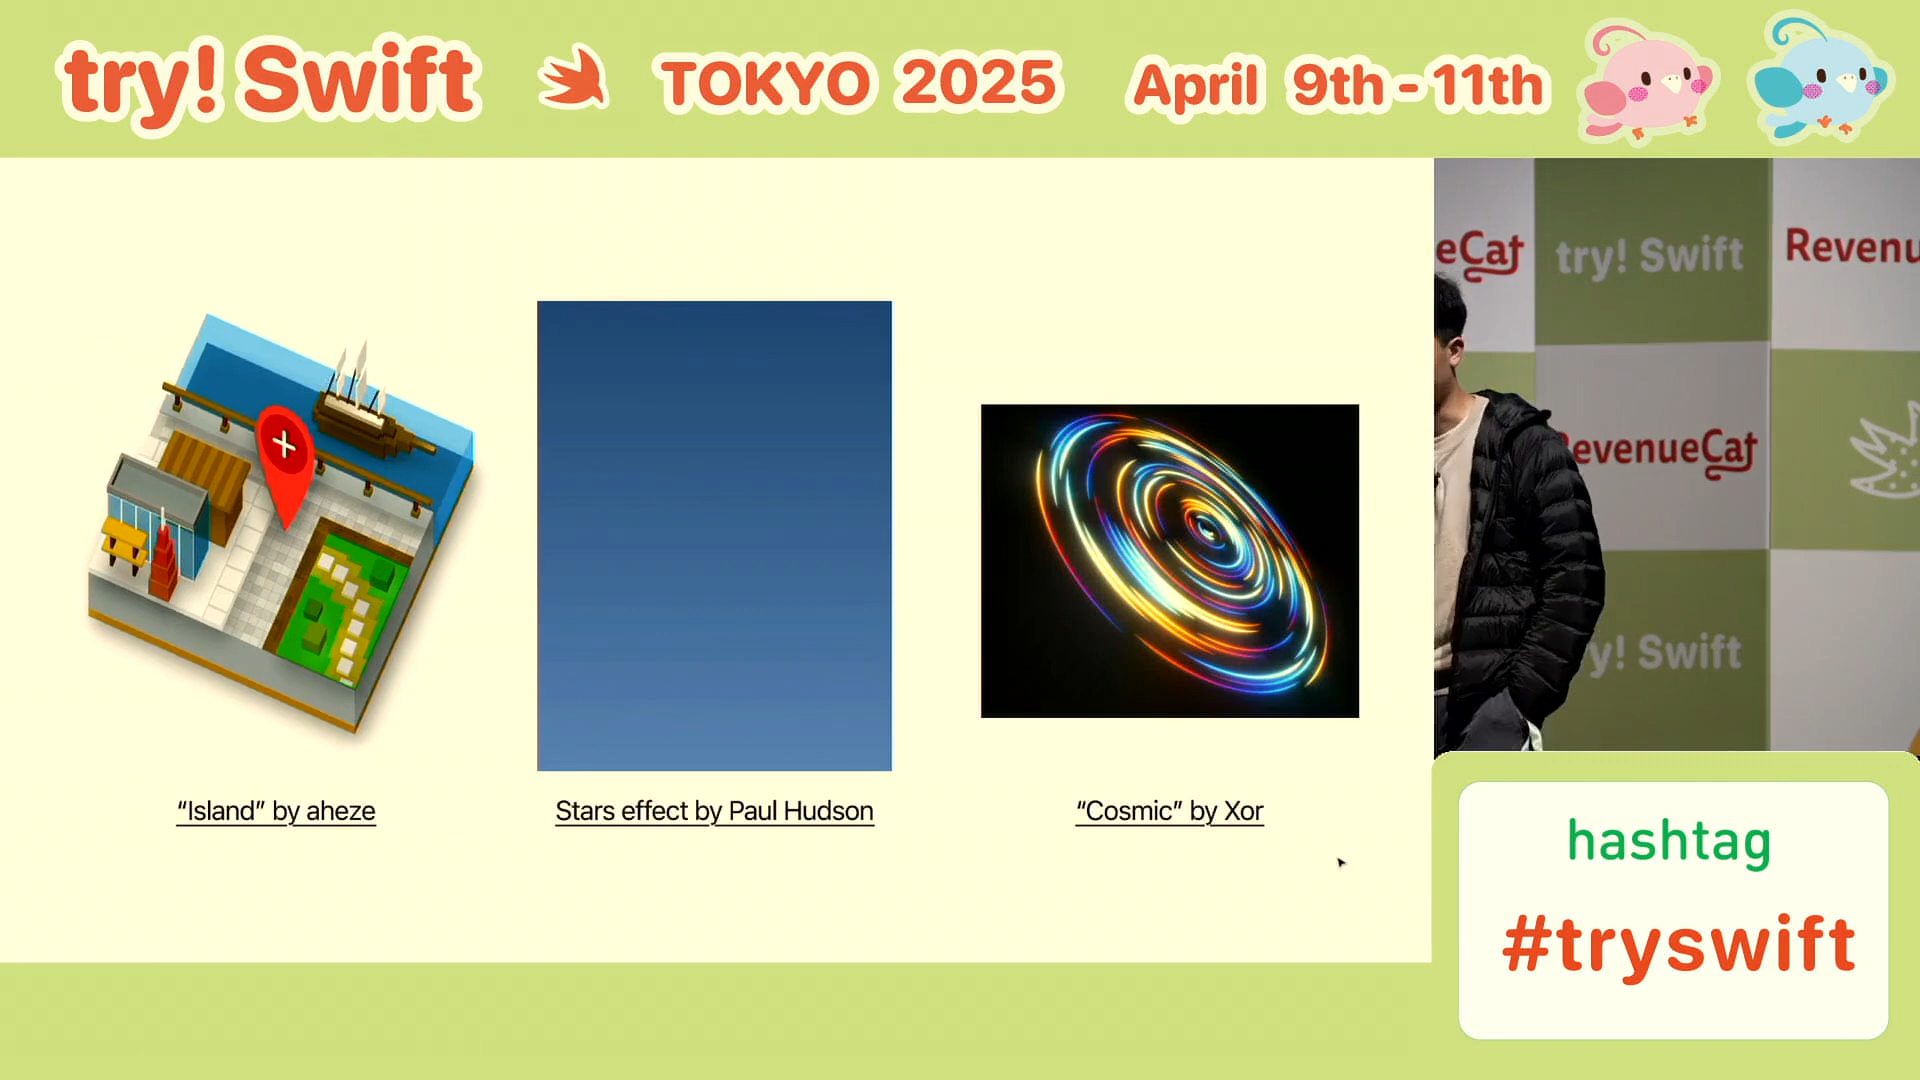 try! Swift TOKYO 2025 April 9th - 11th
eCat try! Swift Revenu
evenueCat
y! Swift
“Island” by aheze
Stars effect by Paul Hudson
“Cosmic” by Xor
hashtag
#tryswift